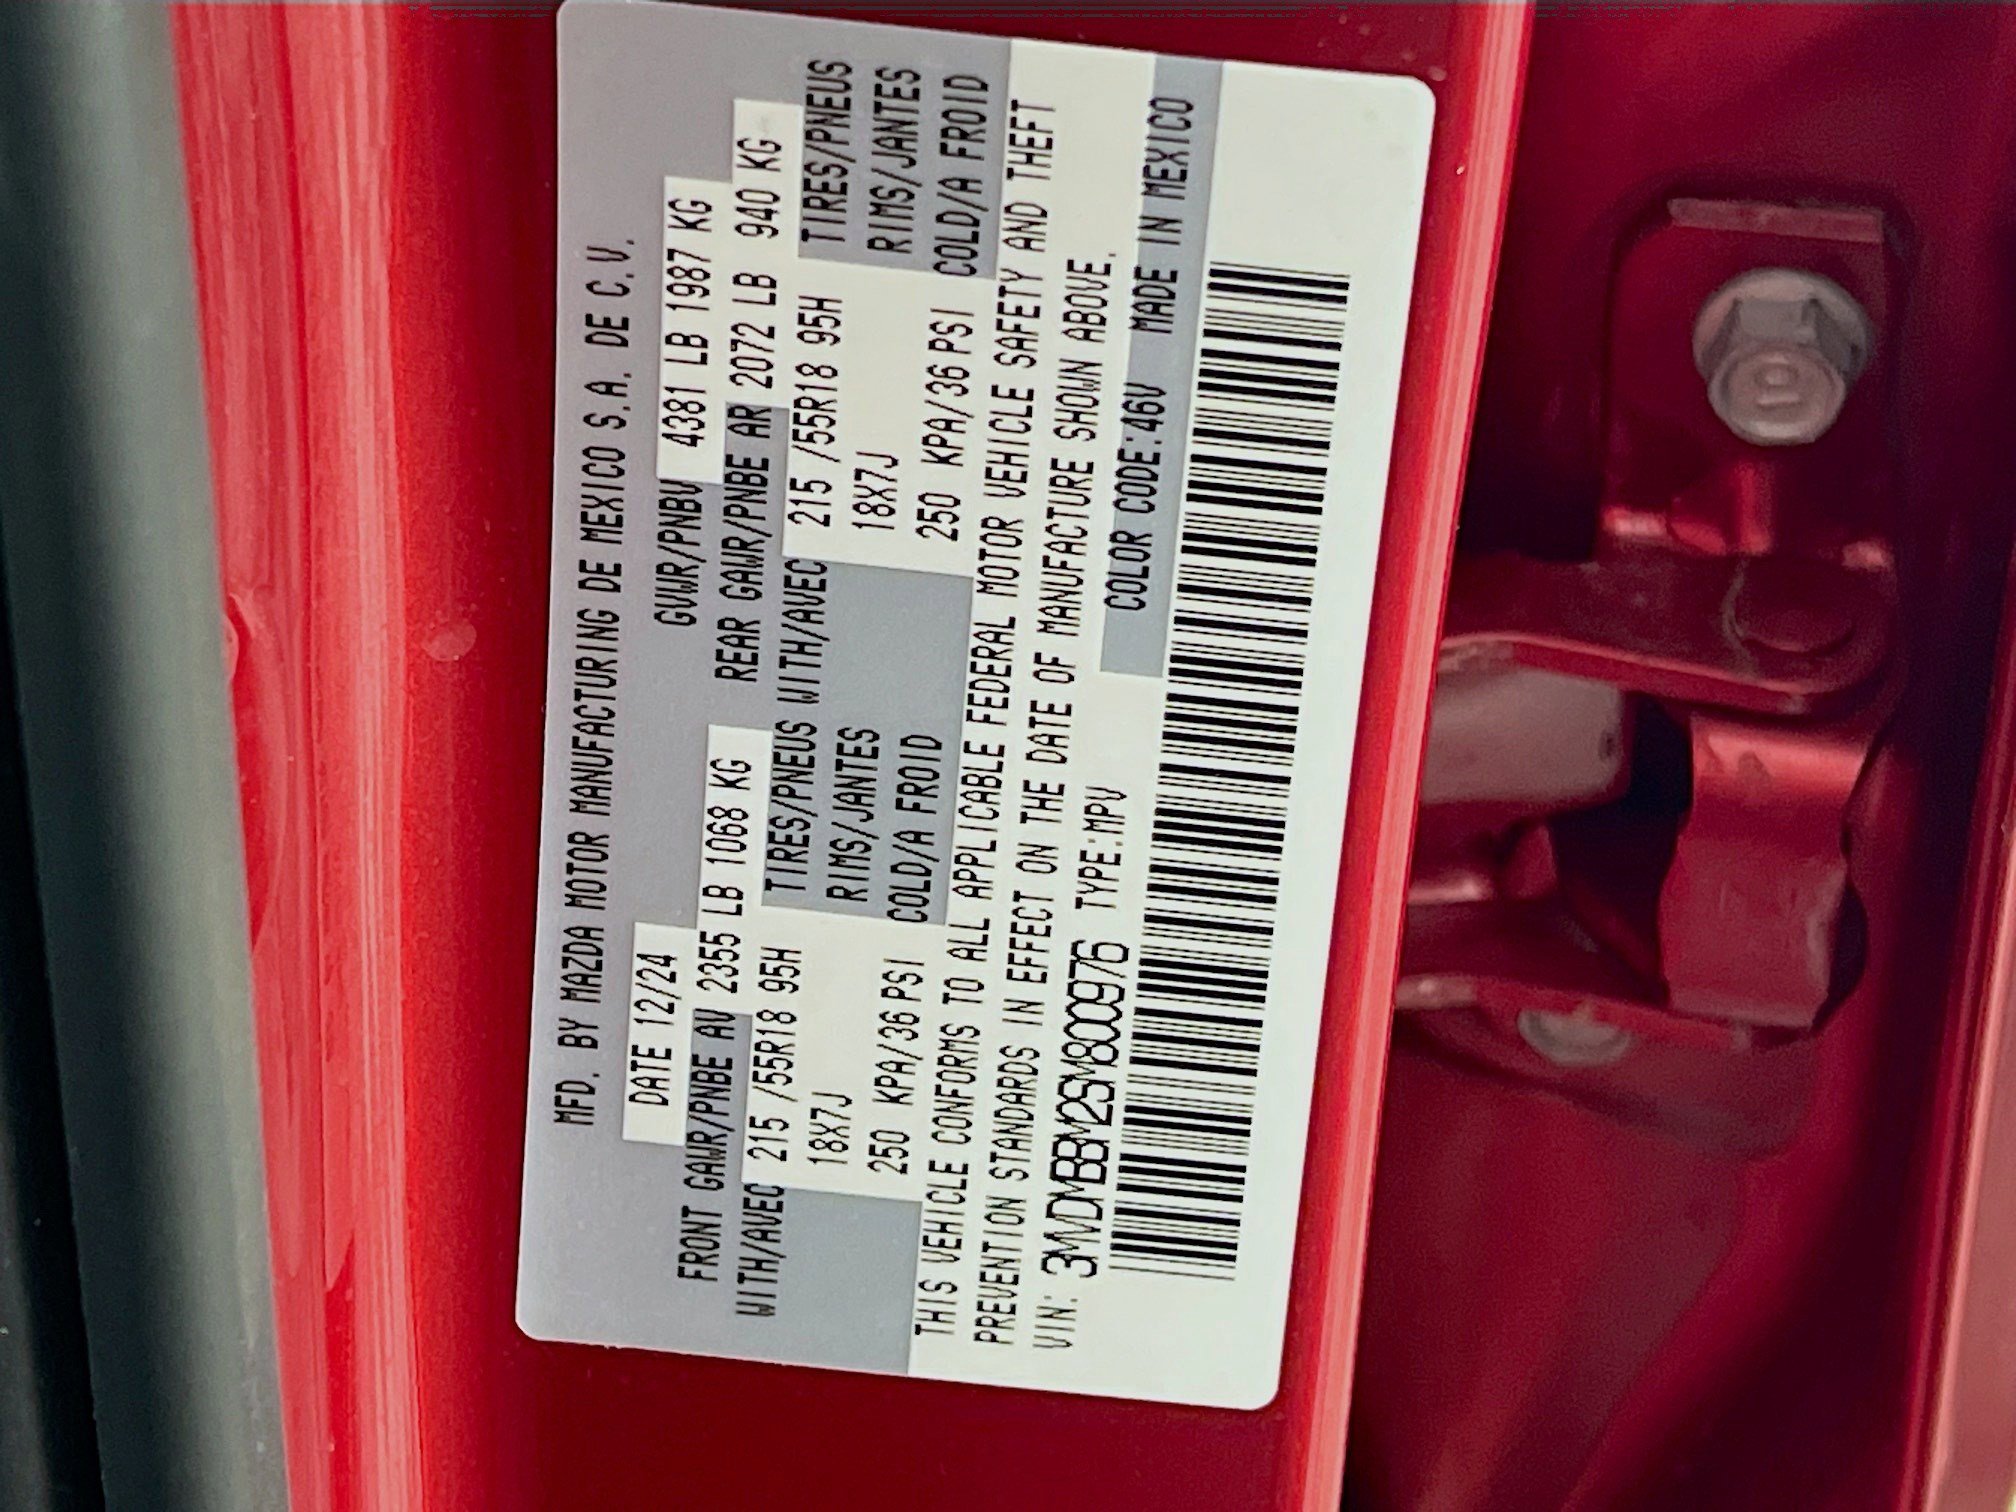 MFD. BY MAZDA MOTOR MANUFACTURING DE MEXICO S.A. DE C.V.
DATE 12/24 GVWR/PNBV 4381 LB 1987 KG
FRONT GAWR/PNBE AV 2355 LB 1068 KG REAR GAWR/PNBE AR 2072 LB 940 KG
WITH/AVEC 215 /55R18 95H TIRES/PNEUS WITH/AVEC 215 /55R18 95H TIRES/PNEUS
18X7J RIMS/JANTES 18X7J RIMS/JANTES
250 KPA/36 PSI COLD/A FROID 250 KPA/36 PSI COLD/A FROID
THIS VEHICLE CONFORMS TO ALL APPLICABLE FEDERAL MOTOR VEHICLE SAFETY AND THEFT
PREVENTION STANDARDS IN EFFECT ON THE DATE OF MANUFACTURE SHOWN ABOVE.
VIN: 3MVDMBBM2SM800976 TYPE:MPV COLOR CODE:46V MADE IN MEXICO